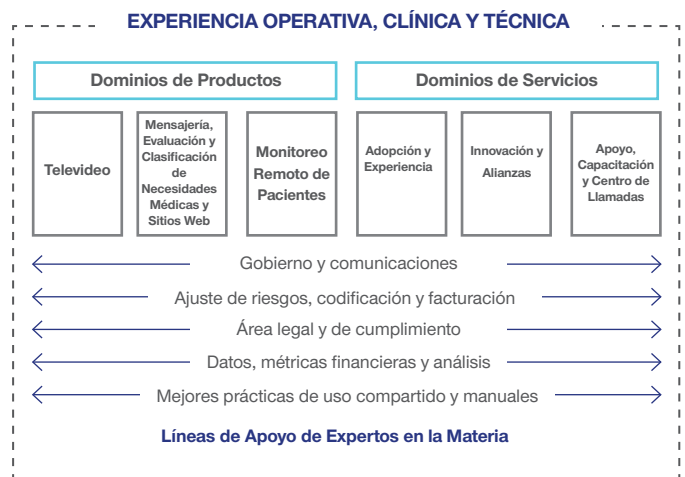 EXPERIENCIA OPERATIVA, CLÍNICA Y TÉCNICA
Dominios de Productos
Dominios de Servicios
Televideo
Mensajería,
Evaluación y
Clasificación
de
Necesidades
Médicas y
Sitios Web
Monitoreo
Remoto de
Pacientes
Adopción y
Experiencia
Innovación y
Alianzas
Apoyo,
Capacitación
y Centro de
Llamadas
Gobierno y comunicaciones
Ajuste de riesgos, codificación y facturación
Área legal y de cumplimiento
Datos, métricas financieras y análisis
Mejores prácticas de uso compartido y manuales
Líneas de Apoyo de Expertos en la Materia